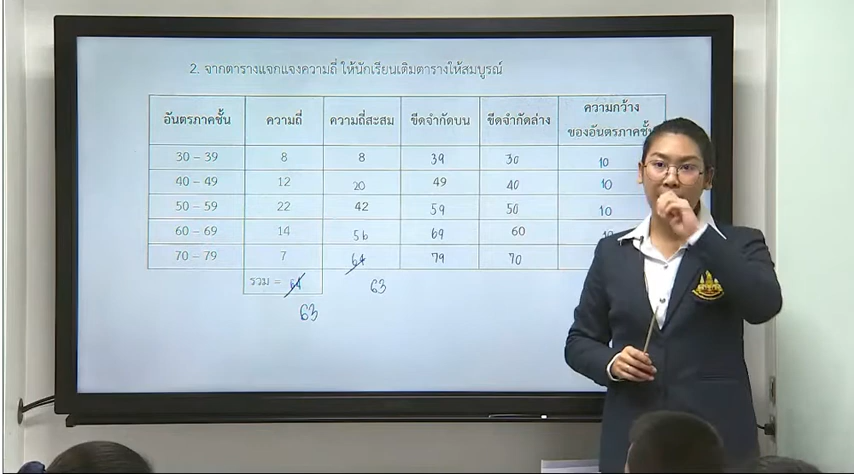 2. จากตารางแจกแจงความถี่ ให้นักเรียนเติมตารางให้สมบูรณ์
อันตรภาคชั้น ความถี่ ความถี่สะสม ขีดจำกัดบน ขีดจำกัดล่าง ความกว้าง
ของอันตรภาคชั้น
30 – 39 8 8 39 30 10
40 – 49 12 20 49 40 10
50 – 59 22 42 59 50 10
60 – 69 14 56 69 60 10
70 – 79 7 64 79 70
รวม = 64 63
63